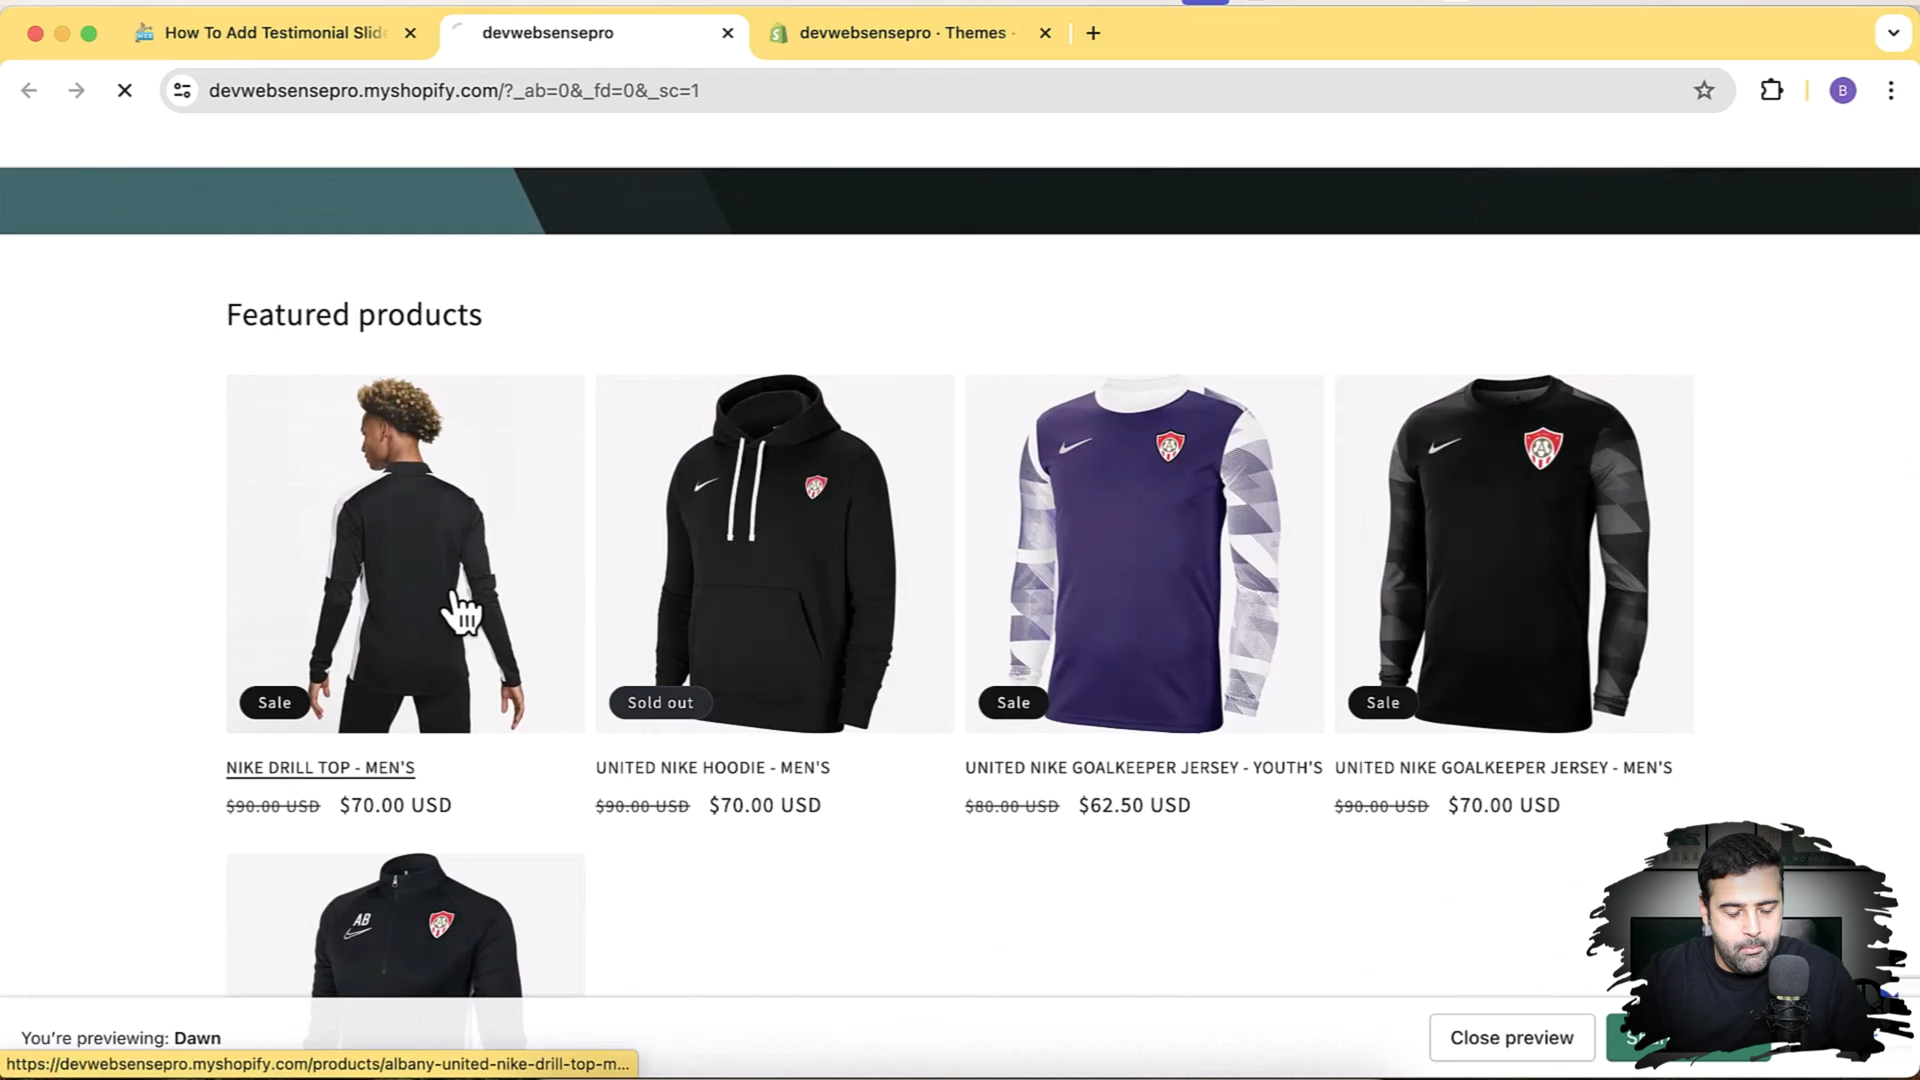 How To Add Testimonial Slide
devwebsensepro
devwebsensepro · Themes ·
devwebsensepro.myshopify.com/?_ab=0&_fd=0&_sc=1
B
Featured products
Sale
Sold out
Sale
Sale
NIKE DRILL TOP - MEN'S
UNITED NIKE HOODIE - MEN'S
UNITED NIKE GOALKEEPER JERSEY - YOUTH'S
UNITED NIKE GOALKEEPER JERSEY - MEN'S
$90.00 USD $70.00 USD
$90.00 USD $70.00 USD
$80.00 USD $62.50 USD
$90.00 USD $70.00 USD
AB
You're previewing: Dawn
Close preview
https://devwebsensepro.myshopify.com/products/albany-united-nike-drill-top-m...